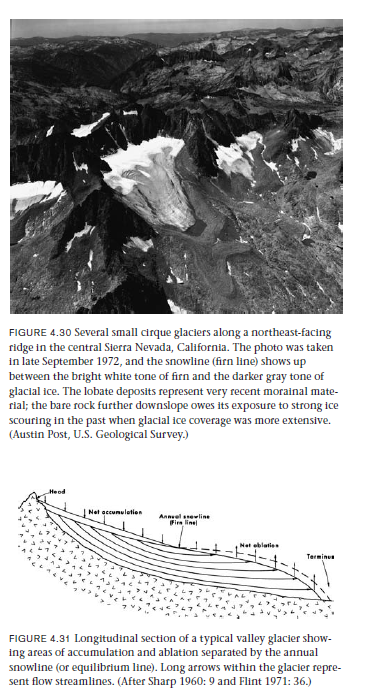 FIGURE 4.30 Several small cirque glaciers along a northeast-facing
ridge in the central Sierra Nevada, California. The photo was taken
in late September 1972, and the snowline (firn line) shows up
between the bright white tone of firn and the darker gray tone of
glacial ice. The lobate deposits represent very recent morainal mate-
rial; the bare rock further downslope owes its exposure to strong ice
scouring in the past when glacial ice coverage was more extensive.
(Austin Post, U.S. Geological Survey.)
Head
Net accumulation
Annual snowline
(Firn line)
Net ablation
Terminus
FIGURE 4.31 Longitudinal section of a typical valley glacier show-
ing areas of accumulation and ablation separated by the annual
snowline (or equilibrium line). Long arrows within the glacier repre-
sent flow streamlines. (After Sharp 1960: 9 and Flint 1971: 36.)